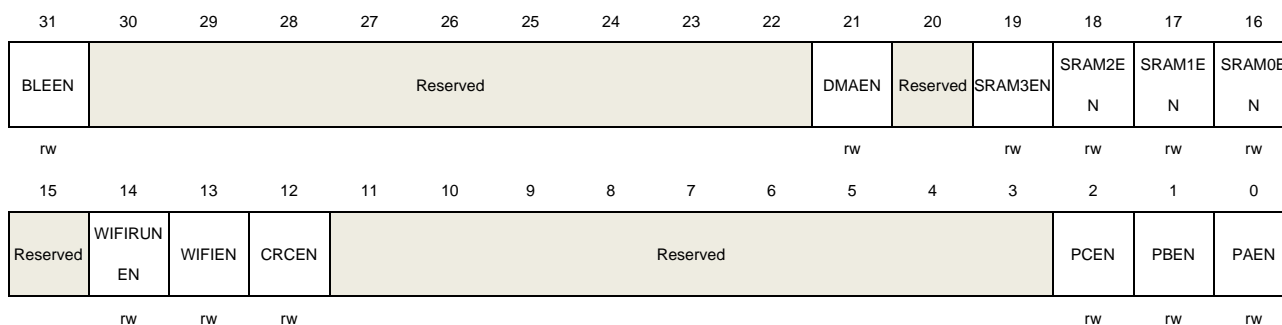 31 30 29 28 27 26 25 24 23 22 21 20 19 18 17 16
BLEEN Reserved DMAEN Reserved SRAM3EN SRAM2E SRAM1E SRAM0E
N N N
rw rw rw rw rw rw
15 14 13 12 11 10 9 8 7 6 5 4 3 2 1 0
Reserved WIFIRUN WIFIEN CRCEN Reserved PCEN PBEN PAEN
EN
rw rw rw rw rw rw